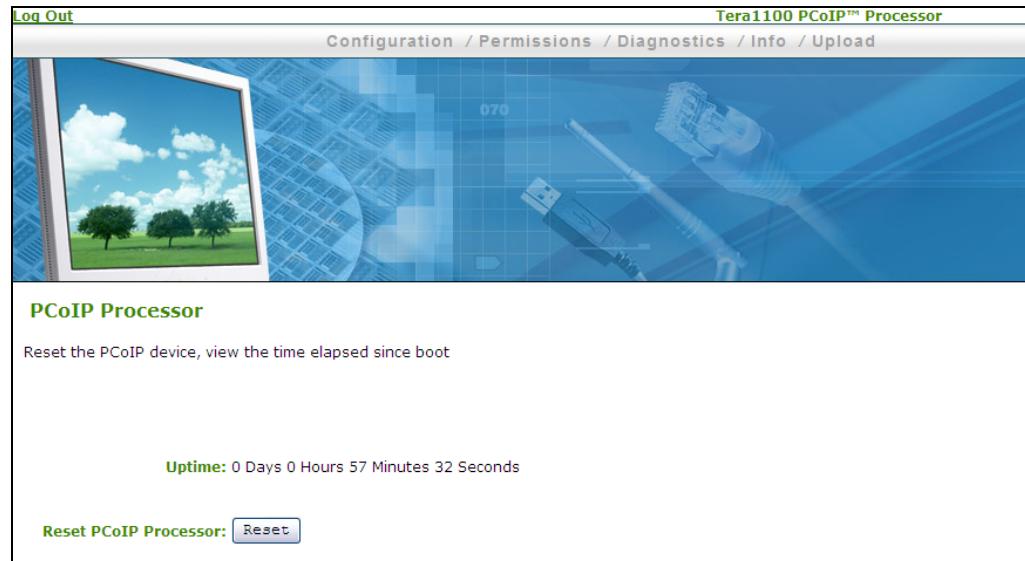 Log Out Tera1100 PCoIP™ Processor
Configuration / Permissions / Diagnostics / Info / Upload
070
PCoIP Processor
Reset the PCoIP device, view the time elapsed since boot
Uptime: 0 Days 0 Hours 57 Minutes 32 Seconds
Reset PCoIP Processor: Reset